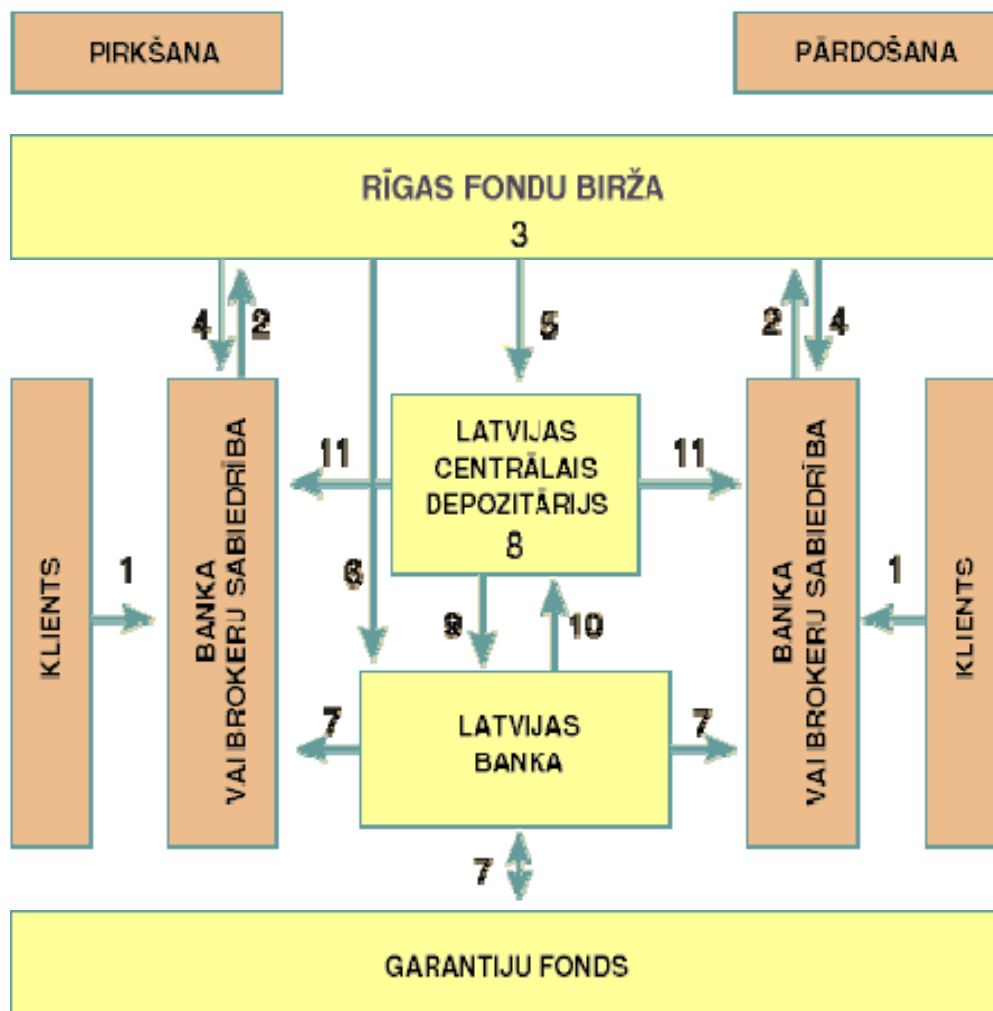 PIRKŠANA
PĀRDOŠANA
RĪGAS FONDU BIRŽA
3
4
2
5
2
4
KLIENTS
1
BANKA
VAI BROKERU SABIEDRĪBA
11
LATVIJAS
CENTRĀLAIS
DEPOZITĀRIJS
8
11
BANKA
VAI BROKERU SABIEDRĪBA
1
KLIENTS
6
9
10
7
LATVIJAS
BANKA
7
7
GARANTIJU FONDS